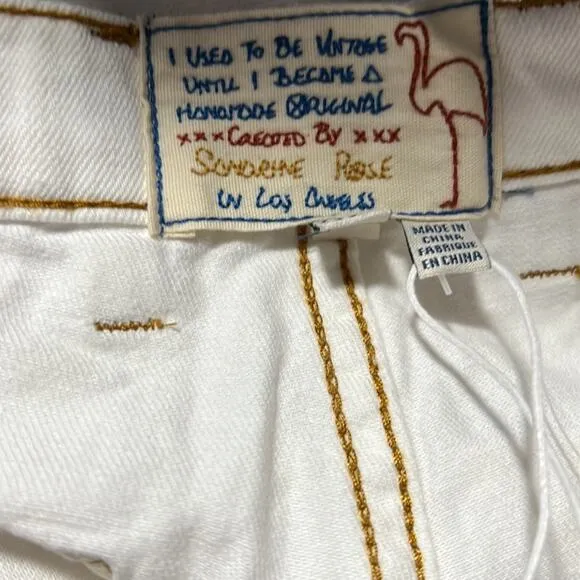 I USED TO BE VINTAGE
UNTIL I BECAME A
HANDMADE ORIGINAL
xxx CREATED BY xxx
SANDRINE ROSE
IN LOS ANGELES
MADE IN
CHINA
FABRIQUE
EN CHINA